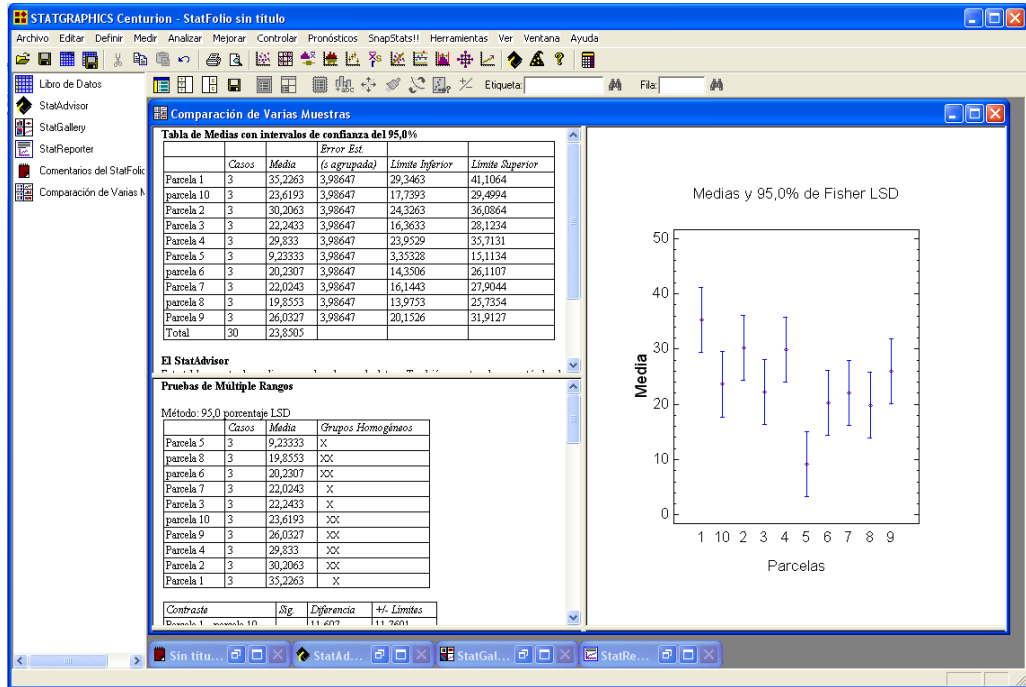 STATGRAPHICS Centurion - StatFolio sin título
Archivo Editar Definir Medir Analizar Mejorar Controlar Pronósticos SnapStats!! Herramientas Ver Ventana Ayuda
Etiqueta: Fila:
Libro de Datos
StatAdvisor
StatGallery
StatReporter
Comentarios del StatFolio
Comparación de Varias M
Comparación de Varias Muestras
Tabla de Medias con intervalos de confianza del 95,0%
Error Est.
Casos Media (s agrupada) Límite Inferior Límite Superior
Parcela 1 3 35,2263 3,98647 29,3463 41,1064
parcela 10 3 23,6193 3,98647 17,7393 29,4994
Parcela 2 3 30,2063 3,98647 24,3263 36,0864
Parcela 3 3 22,2433 3,98647 16,3633 28,1234
Parcela 4 3 29,833 3,98647 23,9529 35,7131
Parcela 5 3 9,23333 3,98647 3,35328 15,1134
parcela 6 3 20,2307 3,98647 14,3506 26,1107
Parcela 7 3 22,0243 3,98647 16,1443 27,9044
parcela 8 3 19,8553 3,98647 13,9753 25,7354
Parcela 9 3 26,0327 3,98647 20,1526 31,9127
Total 30 23,8505
El StatAdvisor
Pruebas de Múltiple Rangos
Método: 95,0 porcentaje LSD
Casos Media Grupos Homogéneos
Parcela 5 3 9,23333 X
parcela 8 3 19,8553 XX
parcela 6 3 20,2307 XX
Parcela 7 3 22,0243 X
Parcela 3 3 22,2433 X
parcela 10 3 23,6193 XX
Parcela 9 3 26,0327 XX
Parcela 4 3 29,833 XX
Parcela 2 3 30,2063 XX
Parcela 1 3 35,2263 X
Contraste Sig. Diferencia +/- Límites
Parcela 1 - parcela 10 11,607 11,7601
Medias y 95,0% de Fisher LSD
50
40
30
20
10
0
Media
1 10 2 3 4 5 6 7 8 9
Parcelas
Sin títu... StatAd... StatGal... StatRe...